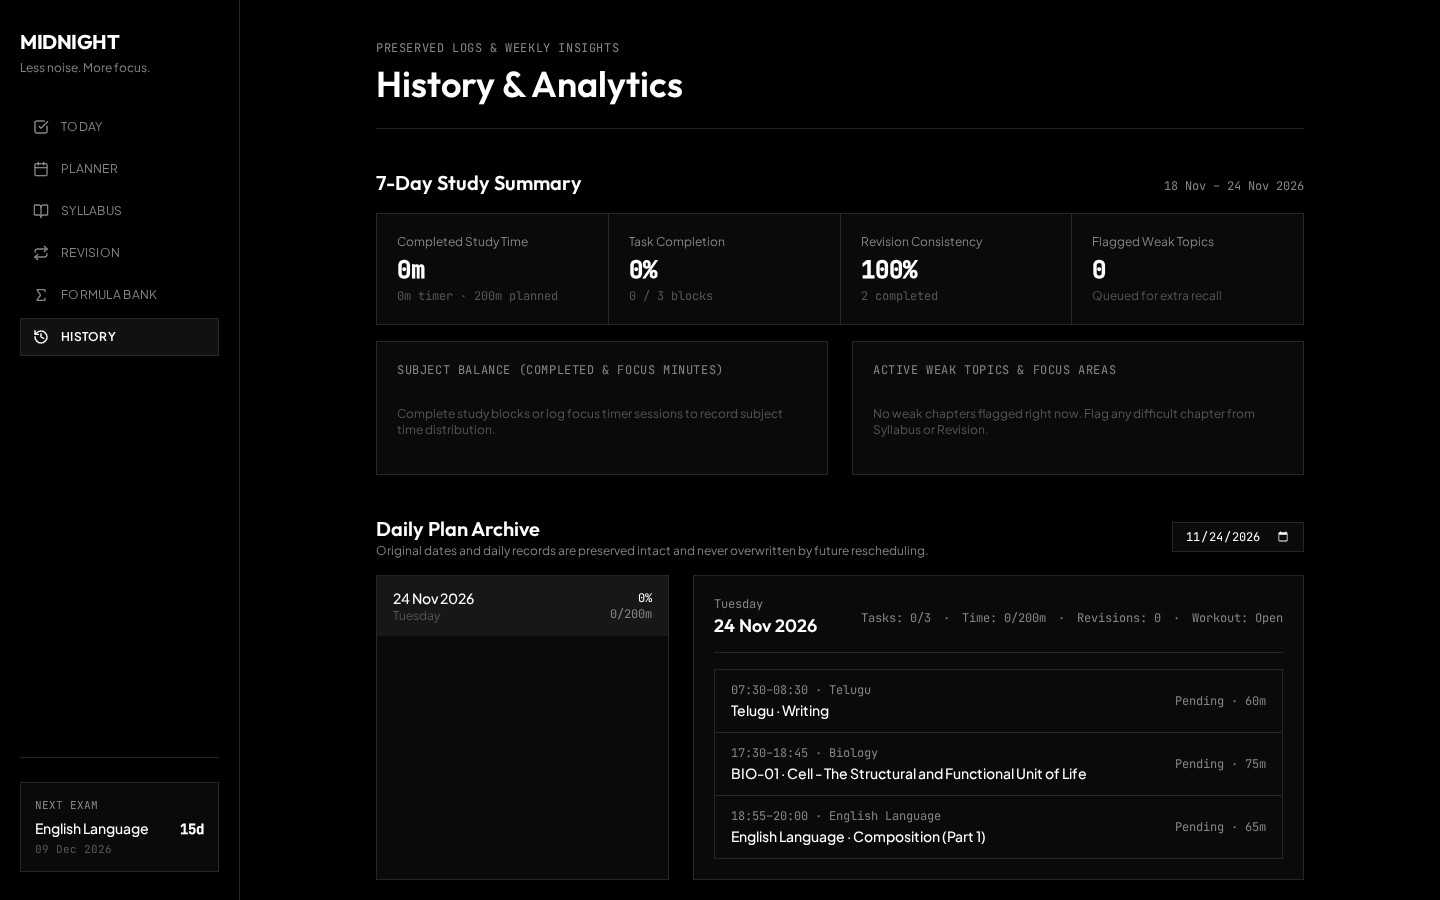 MIDNIGHT
Less noise. More focus.
TODAY
PLANNER
SYLLABUS
REVISION
FORMULA BANK
HISTORY
NEXT EXAM
English Language 15d
09 Dec 2026
PRESERVED LOGS & WEEKLY INSIGHTS
History & Analytics
7-Day Study Summary
18 Nov – 24 Nov 2026
Completed Study Time
0m
0m timer · 200m planned
Task Completion
0%
0 / 3 blocks
Revision Consistency
100%
2 completed
Flagged Weak Topics
0
Queued for extra recall
SUBJECT BALANCE (COMPLETED & FOCUS MINUTES)
Complete study blocks or log focus timer sessions to record subject
time distribution.
ACTIVE WEAK TOPICS & FOCUS AREAS
No weak chapters flagged right now. Flag any difficult chapter from
Syllabus or Revision.
Daily Plan Archive
Original dates and daily records are preserved intact and never overwritten by future rescheduling.
11/24/2026
24 Nov 2026 0%
Tuesday 0/200m
Tuesday
24 Nov 2026
Tasks: 0/3 · Time: 0/200m · Revisions: 0 · Workout: Open
07:30–08:30 · Telugu
Telugu · Writing
Pending · 60m
17:30–18:45 · Biology
BIO-01 · Cell - The Structural and Functional Unit of Life
Pending · 75m
18:55–20:00 · English Language
English Language · Composition (Part 1)
Pending · 65m